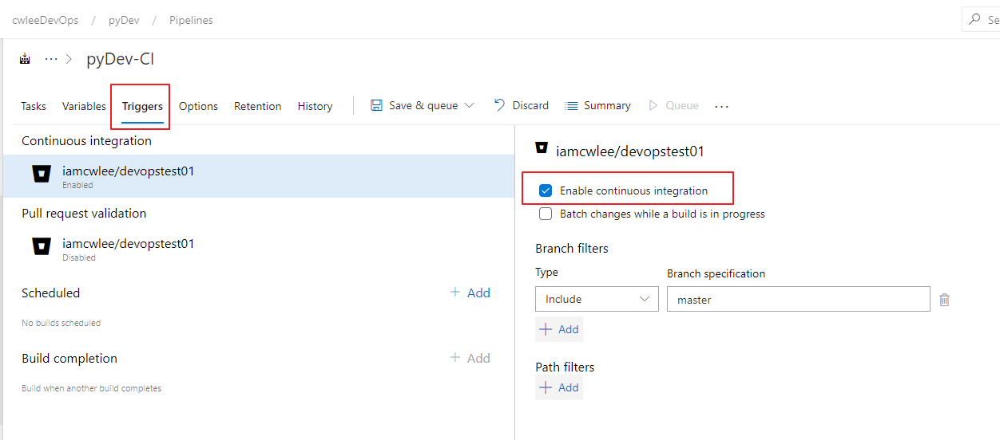 cwleeDevOps / pyDev / Pipelines
Se
... > pyDev-CI
Tasks Variables Triggers Options Retention History Save & queue Discard Summary Queue ...
Continuous integration
iamcwlee/devopstest01
Enabled
Pull request validation
iamcwlee/devopstest01
Disabled
Scheduled + Add
No builds scheduled
Build completion + Add
Build when another build completes
iamcwlee/devopstest01
Enable continuous integration
Batch changes while a build is in progress
Branch filters
Type Branch specification
Include master
+ Add
Path filters
+ Add